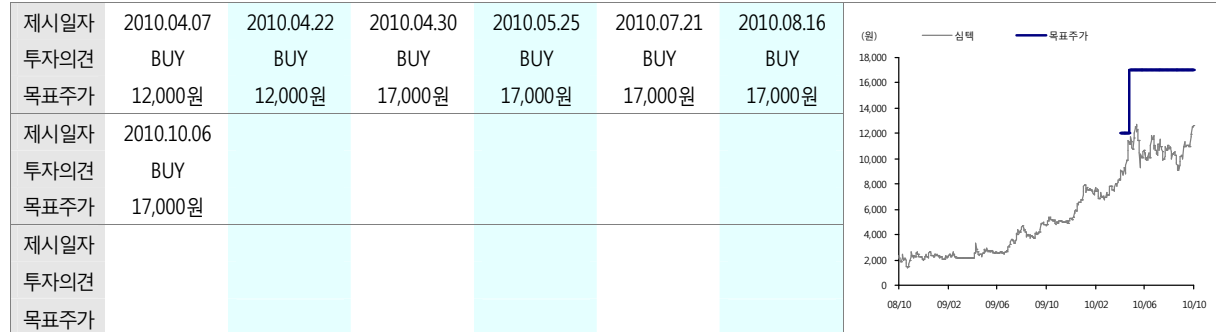 제시일자 2010.04.07 2010.04.22 2010.04.30 2010.05.25 2010.07.21 2010.08.16
투자의견 BUY BUY BUY BUY BUY BUY
목표주가 12,000원 12,000원 17,000원 17,000원 17,000원 17,000원
제시일자 2010.10.06
투자의견 BUY
목표주가 17,000원
제시일자
투자의견
목표주가
(원) 심텍 목표주가
18,000
16,000
14,000
12,000
10,000
8,000
6,000
4,000
2,000
0
08/10 09/02 09/06 09/10 10/02 10/06 10/10